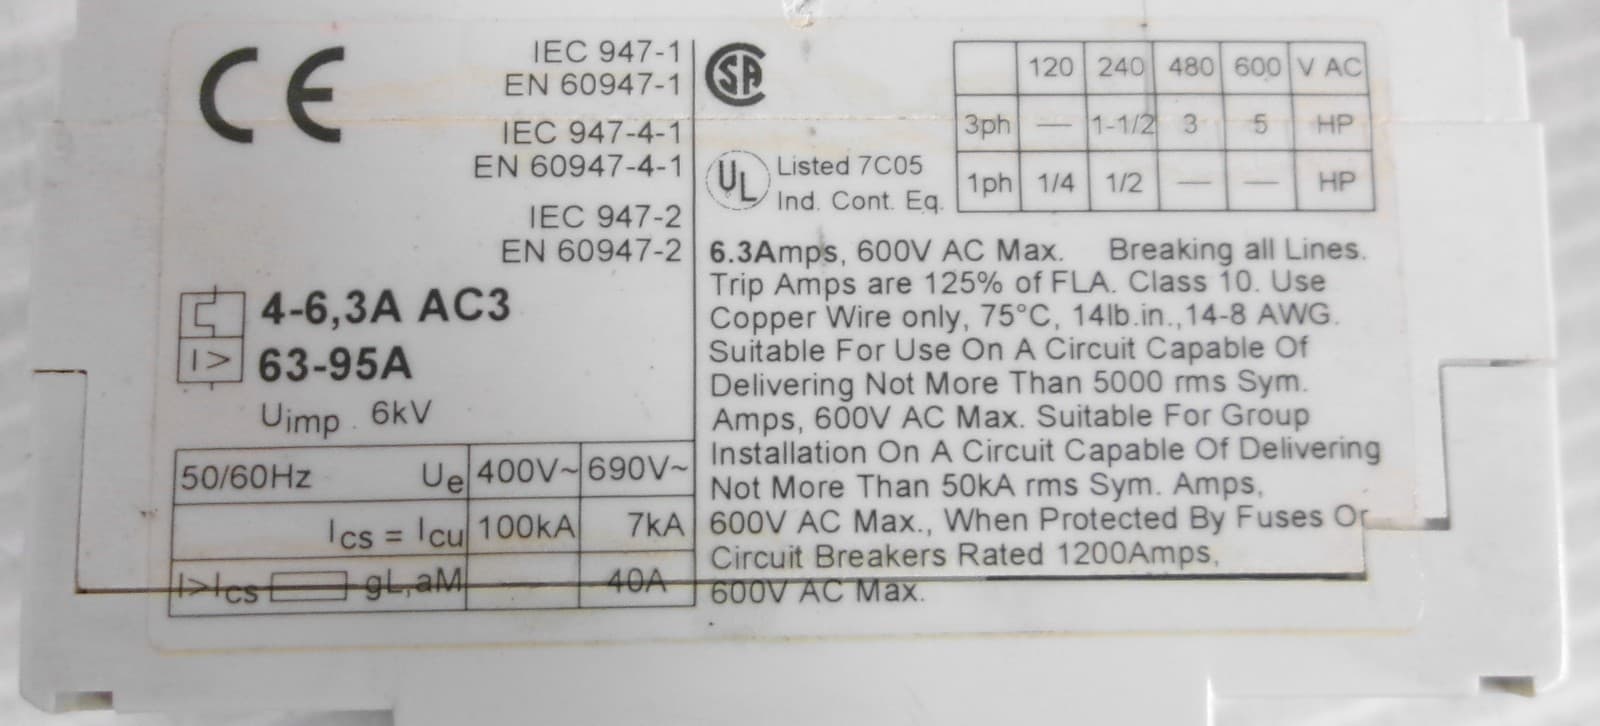 CE
IEC 947-1
EN 60947-1
IEC 947-4-1
EN 60947-4-1
IEC 947-2
EN 60947-2
4-6,3A AC3
I> 63-95A
Uimp. 6kV
50/60Hz Ue 400V~ 690V~
Ics = Icu 100kA 7kA
I>Ics gL,aM — 40A
SA
UL Listed 7C05
Ind. Cont. Eq.
120 240 480 600 V AC
3ph — 1-1/2 3 5 HP
1ph 1/4 1/2 — — HP
6.3Amps, 600V AC Max. Breaking all Lines.
Trip Amps are 125% of FLA. Class 10. Use
Copper Wire only, 75°C, 14lb.in.,14-8 AWG.
Suitable For Use On A Circuit Capable Of
Delivering Not More Than 5000 rms Sym.
Amps, 600V AC Max. Suitable For Group
Installation On A Circuit Capable Of Delivering
Not More Than 50kA rms Sym. Amps,
600V AC Max., When Protected By Fuses Or
Circuit Breakers Rated 1200Amps,
600V AC Max.